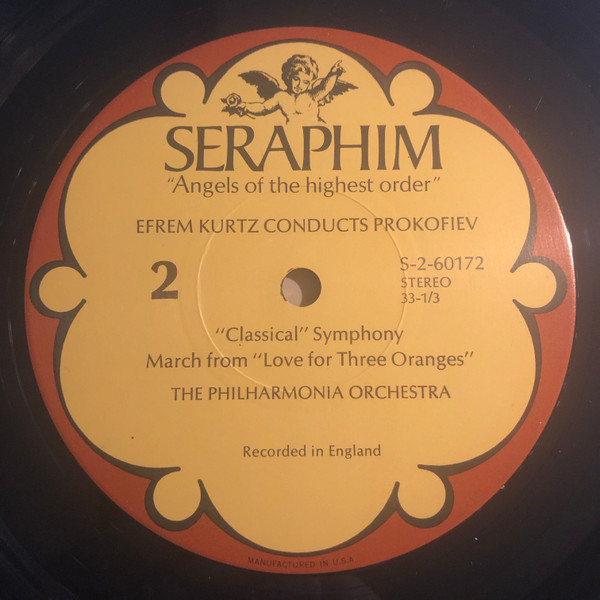 SERAPHIM
"Angels of the highest order"
EFREM KURTZ CONDUCTS PROKOFIEV
2
S-2-60172
STEREO
33-1/3
"Classical" Symphony
March from "Love for Three Oranges"
THE PHILHARMONIA ORCHESTRA
Recorded in England
MANUFACTURED IN U.S.A.